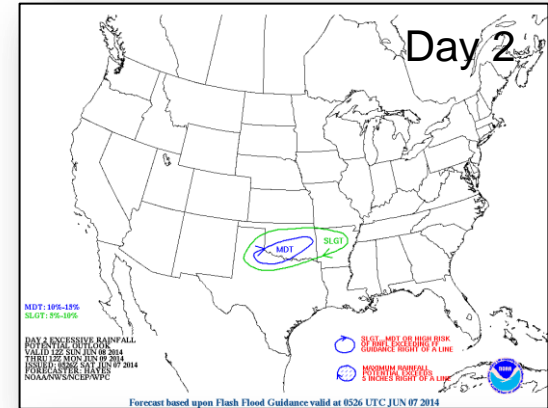 Day 2
MDT
SLGT
MDT: 10%-15%
SLGT: 5%-10%
DAY 2 EXCESSIVE RAINFALL
POTENTIAL OUTLOOK
VALID 12Z SUN JUN 08 2014
THRU 12Z MON JUN 09 2014
ISSUED: 0526Z SAT JUN 07 2014
FORECASTER: HAYES
NOAA/NWS/NCEP/WPC
SLGT...MDT OR HIGH RISK
OF RNFL EXCEEDING FF
GUIDANCE RIGHT OF A LINE
MAXIMUM RAINFALL
POTENTIAL EXCEEDS
5 INCHES RIGHT OF A LINE
Forecast based upon Flash Flood Guidance valid at 0526 UTC JUN 07 2014